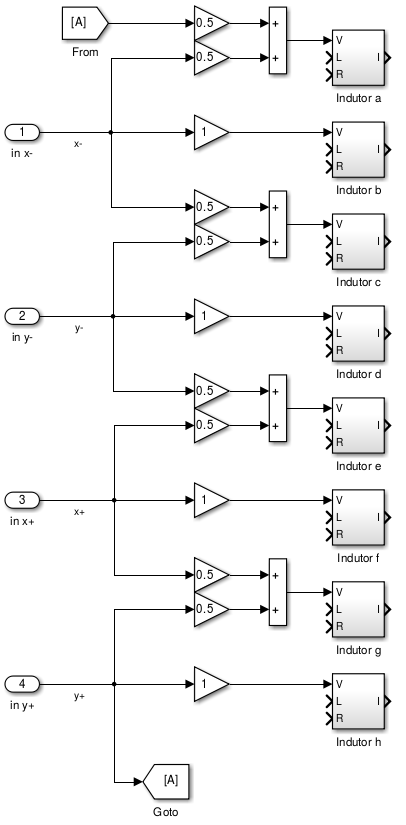 [A]
From
0.5
+
0.5
+
V
L
R
I
Indutor a
1
in x-
x-
1
V
L
R
I
Indutor b
0.5
+
0.5
+
V
L
R
I
Indutor c
2
in y-
y-
1
V
L
R
I
Indutor d
0.5
+
0.5
+
V
L
R
I
Indutor e
3
in x+
x+
1
V
L
R
I
Indutor f
0.5
+
0.5
+
V
L
R
I
Indutor g
4
in y+
y+
1
V
L
R
I
Indutor h
[A]
Goto